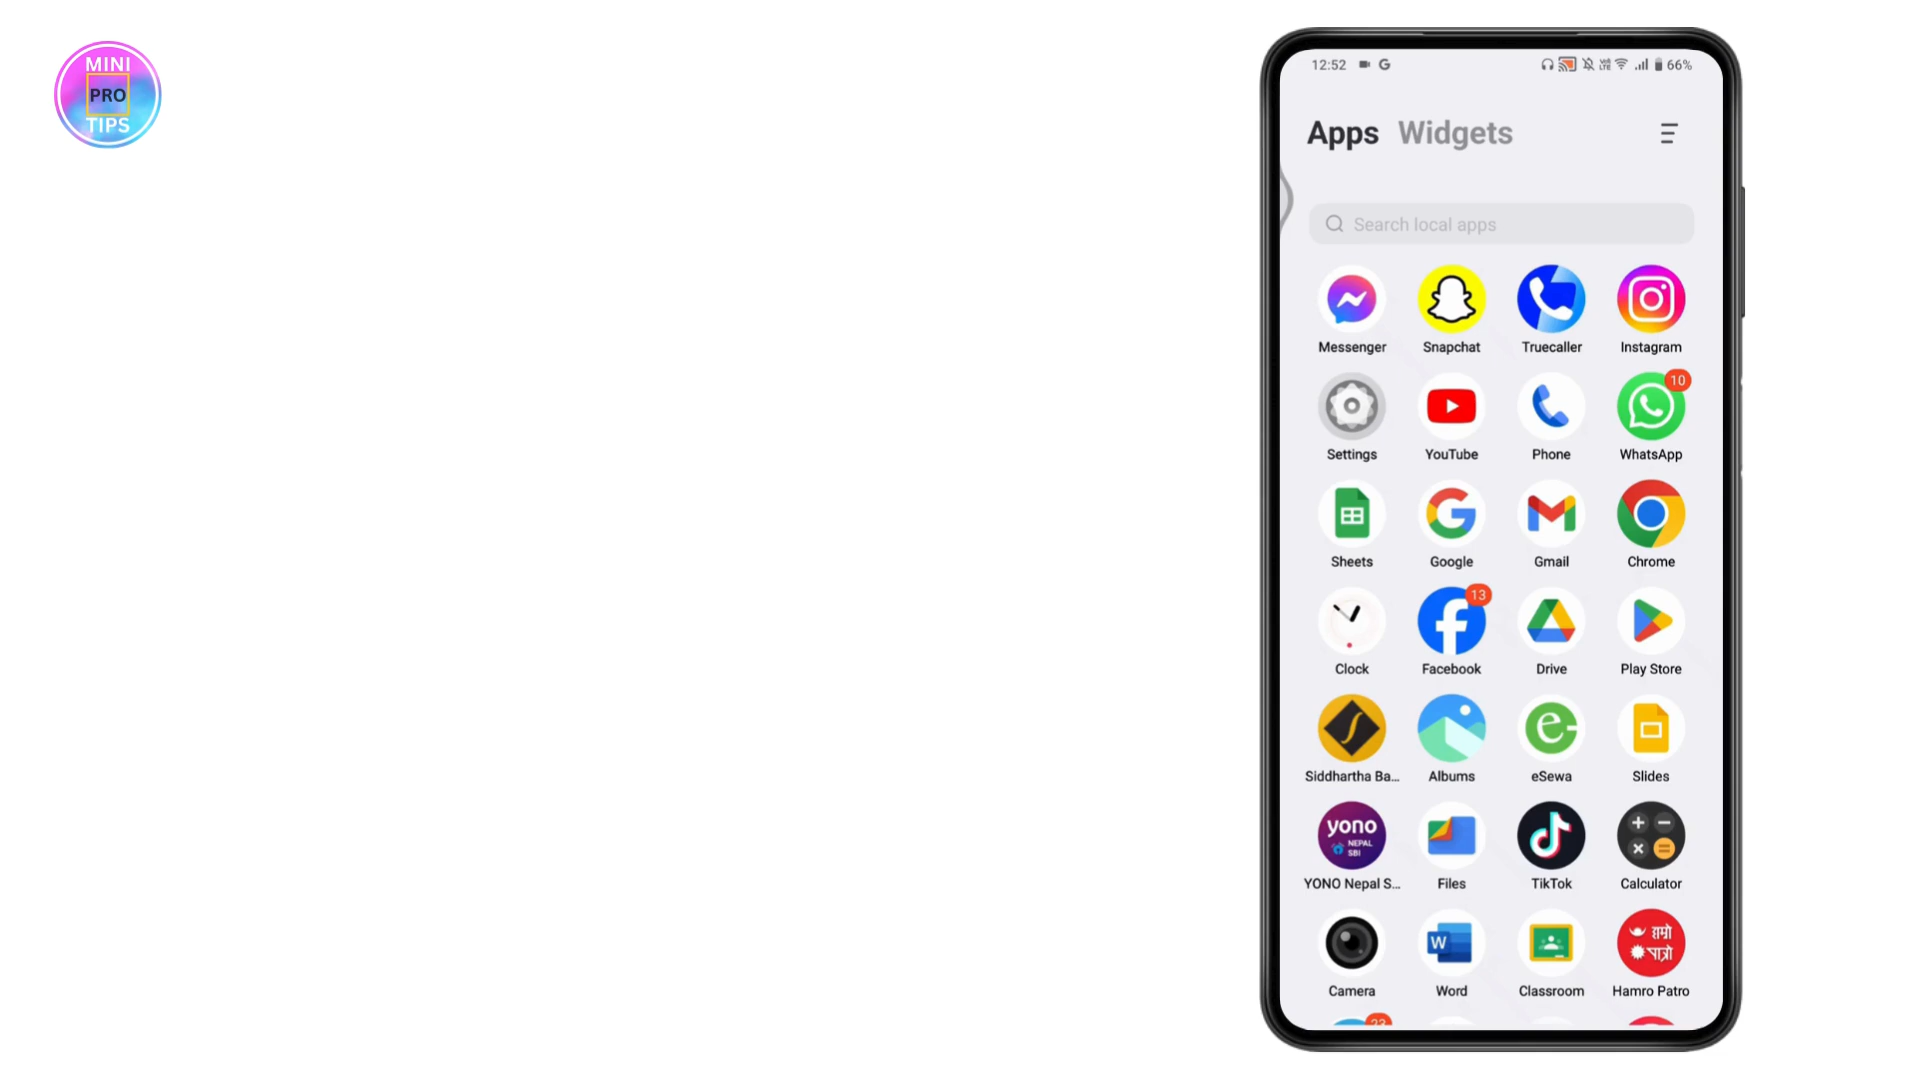 MINI
PRO
TIPS
12:52 G 66%
Apps Widgets
Search local apps
Messenger Snapchat Truecaller Instagram
10
Settings YouTube Phone WhatsApp
Sheets Google Gmail Chrome
13
Clock Facebook Drive Play Store
Siddhartha Ba... Albums eSewa Slides
yono
NEPAL
SBI
YONO Nepal S... Files TikTok Calculator
W
हाम्रो
पात्रो
Camera Word Classroom Hamro Patro
23